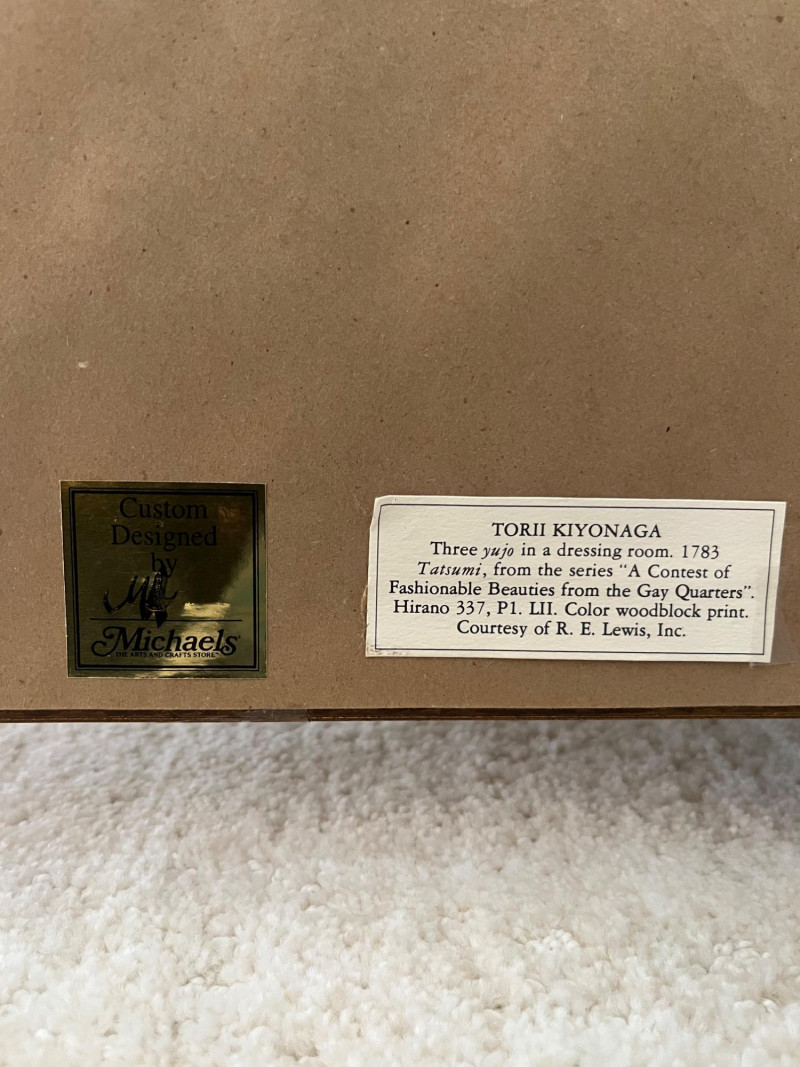 Custom
Designed
by
Michaels
THE ARTS AND CRAFTS STORE
TORII KIYONAGA
Three yujo in a dressing room. 1783
Tatsumi, from the series "A Contest of
Fashionable Beauties from the Gay Quarters".
Hirano 337, P1. LII. Color woodblock print.
Courtesy of R. E. Lewis, Inc.